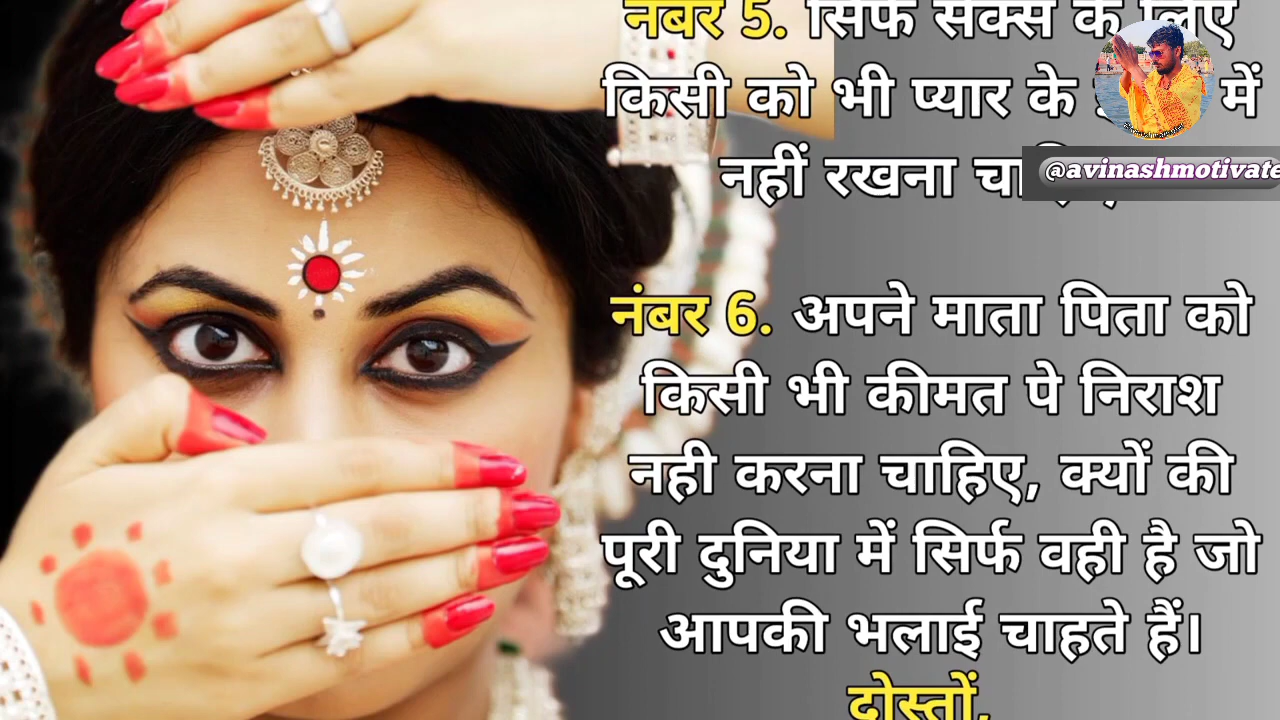 नंबर 5. सिर्फ सेक्स के लिए
किसी को भी प्यार के में
नहीं रखना
@avinashmotivate
नंबर 6. अपने माता पिता को
किसी भी कीमत पे निराश
नही करना चाहिए, क्यों की
पूरी दुनिया में सिर्फ वही है जो
आपकी भलाई चाहते हैं।
दोस्तों,